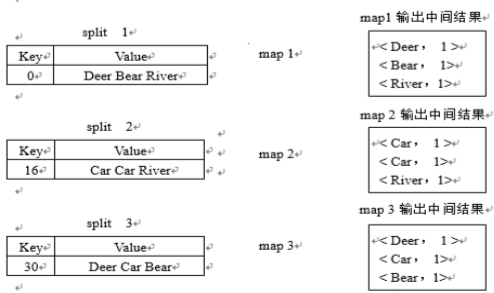 map1 输出中间结果
split 1
Key Value
0 Deer Bear River
map 1
< Deer， 1 >
< Bear， 1>
< River，1>
map 2 输出中间结果
split 2
Key Value
16 Car Car River
map 2
< Car， 1>
< Car， 1>
< River，1>
map 3 输出中间结果
split 3
Key Value
30 Deer Car Bear
map 3
< Deer， 1>
< Car， 1>
< Bear，1>